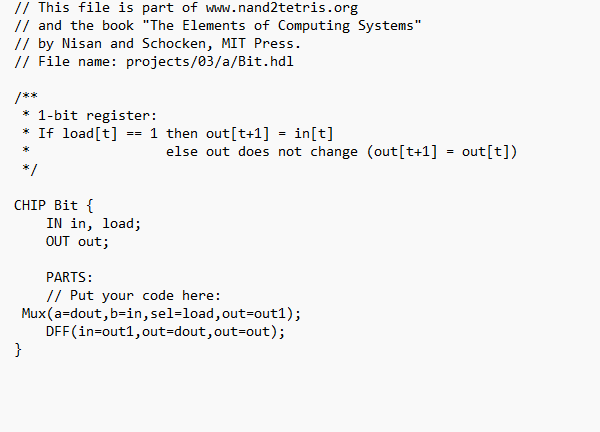 // This file is part of www.nand2tetris.org
// and the book "The Elements of Computing Systems"
// by Nisan and Schocken, MIT Press.
// File name: projects/03/a/Bit.hdl

/**
 * 1-bit register:
 * If load[t] == 1 then out[t+1] = in[t]
 *                 else out does not change (out[t+1] = out[t])
 */

CHIP Bit {
    IN in, load;
    OUT out;

    PARTS:
    // Put your code here:
 Mux(a=dout,b=in,sel=load,out=out1);
    DFF(in=out1,out=dout,out=out);
}